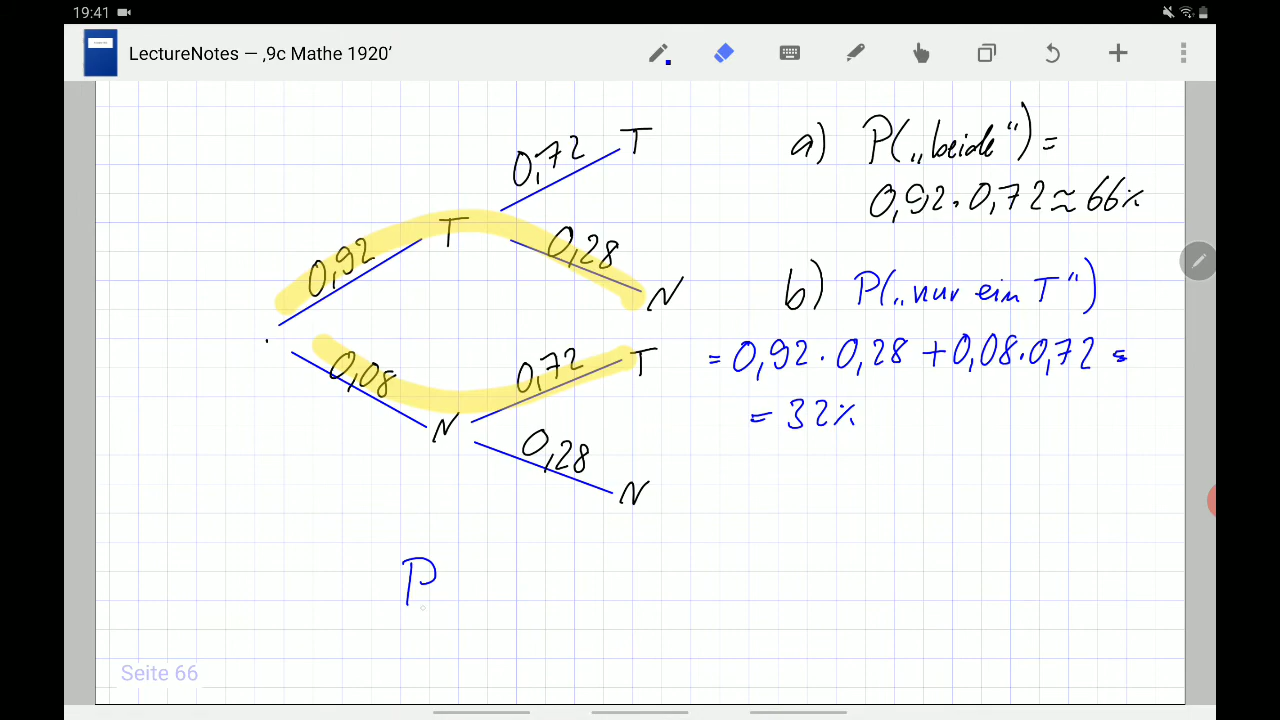 19:41
LectureNotes — ‚9c Mathe 1920’
0,72 T
0,92 T 0,28 N
0,08 N 0,72 T
0,28 N
a) P(„beide“) =
0,92 · 0,72 ≈ 66%
b) P(„nur ein T“)
= 0,92 · 0,28 + 0,08 · 0,72 =
= 32%
P
Seite 66